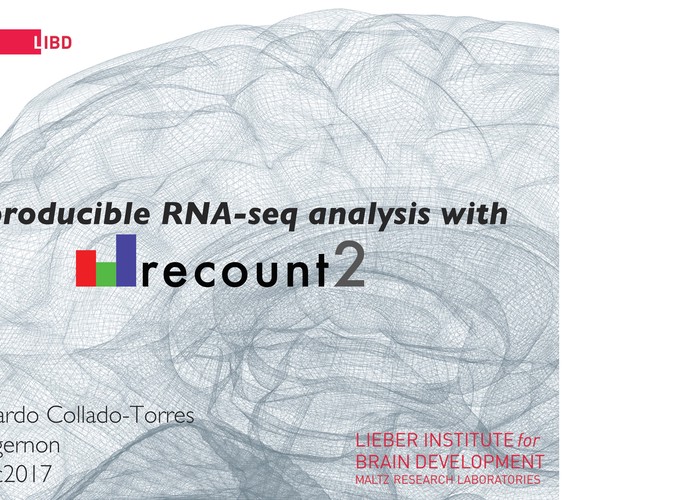 LIBD
producible RNA-seq analysis with
recount2
ardo Collado-Torres
gernon
c2017
LIEBER INSTITUTE for
BRAIN DEVELOPMENT
MALTZ RESEARCH LABORATORIES